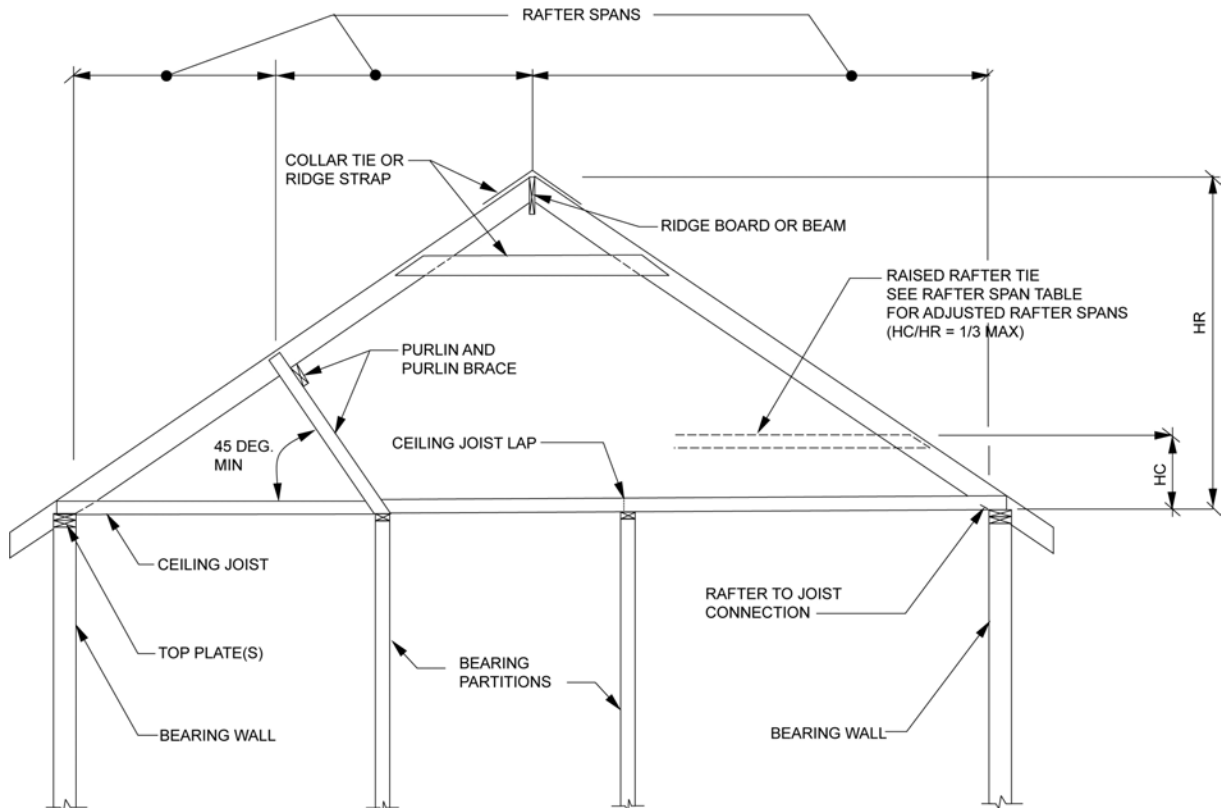 RAFTER SPANS
COLLAR TIE OR
RIDGE STRAP
RIDGE BOARD OR BEAM
RAISED RAFTER TIE
SEE RAFTER SPAN TABLE
FOR ADJUSTED RAFTER SPANS
(HC/HR = 1/3 MAX)
HR
PURLIN AND
PURLIN BRACE
45 DEG.
MIN
CEILING JOIST LAP
HC
CEILING JOIST
RAFTER TO JOIST
CONNECTION
TOP PLATE(S)
BEARING
PARTITIONS
BEARING WALL
BEARING WALL